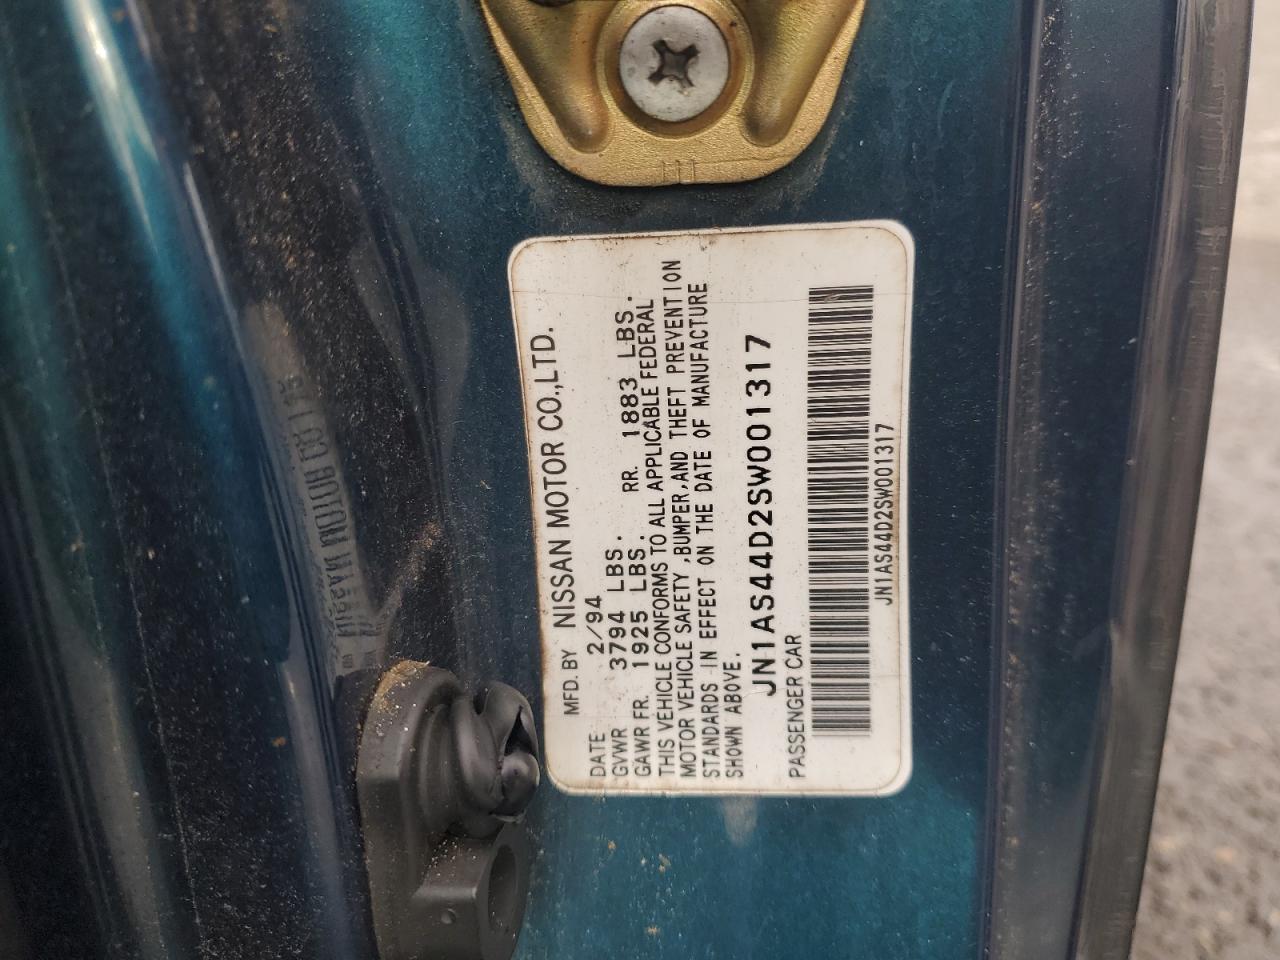 MFD. BY NISSAN MOTOR CO.,LTD.
DATE 2/94
GVWR 3794 LBS.
GAWR FR. 1925 LBS. RR. 1883 LBS.
THIS VEHICLE CONFORMS TO ALL APPLICABLE FEDERAL
MOTOR VEHICLE SAFETY ,BUMPER,AND THEFT PREVENTION
STANDARDS IN EFFECT ON THE DATE OF MANUFACTURE
SHOWN ABOVE.
JN1AS44D2SW001317
PASSENGER CAR
JN1AS44D2SW001317